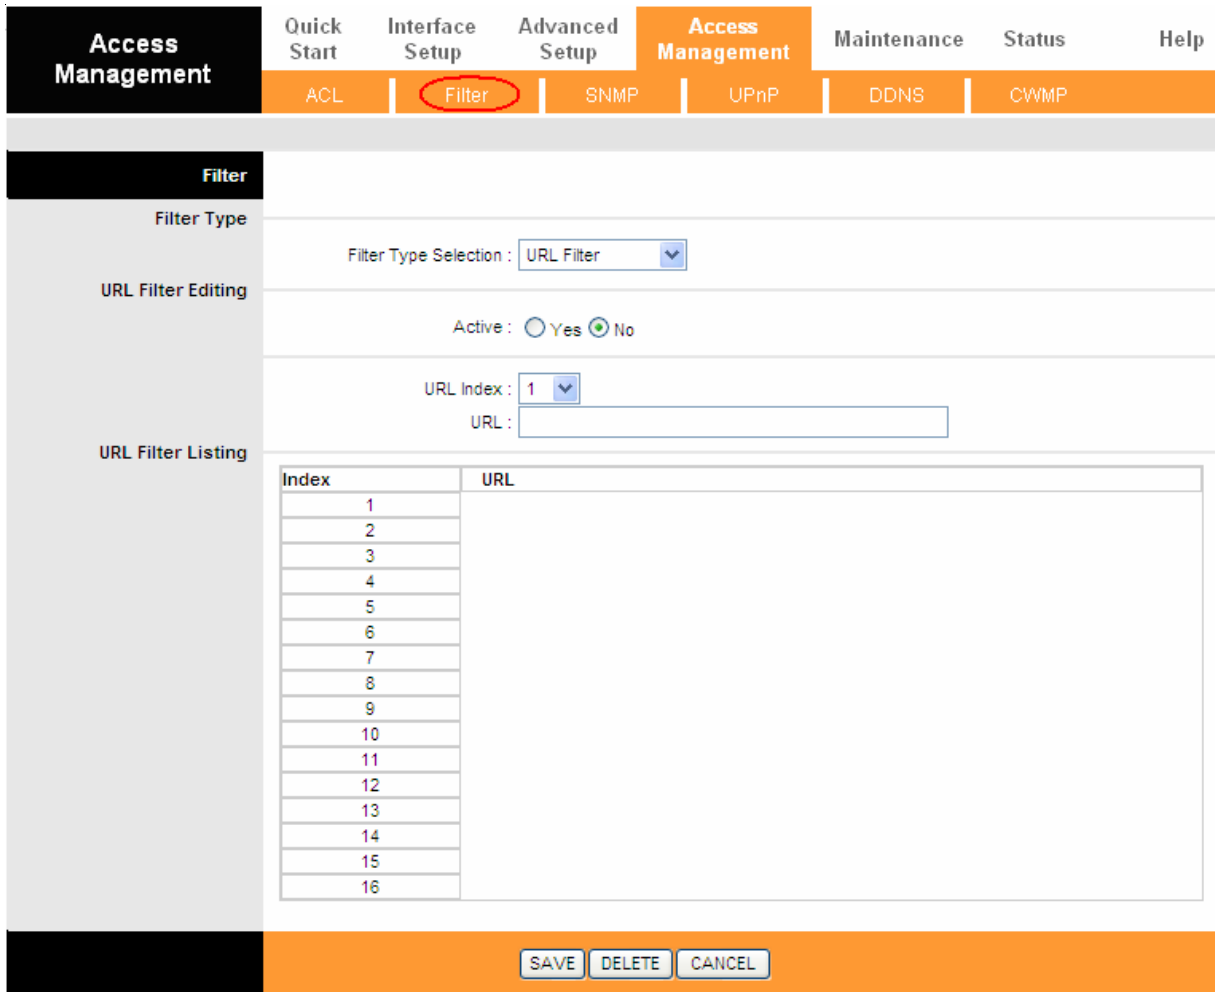 Access Management
Quick Start
Interface Setup
Advanced Setup
Access Management
Maintenance
Status
Help
ACL
Filter
SNMP
UPnP
DDNS
CWMP
Filter
Filter Type
Filter Type Selection : URL Filter
URL Filter Editing
Active : Yes No
URL Index : 1
URL :
URL Filter Listing
Index URL
1
2
3
4
5
6
7
8
9
10
11
12
13
14
15
16
SAVE DELETE CANCEL